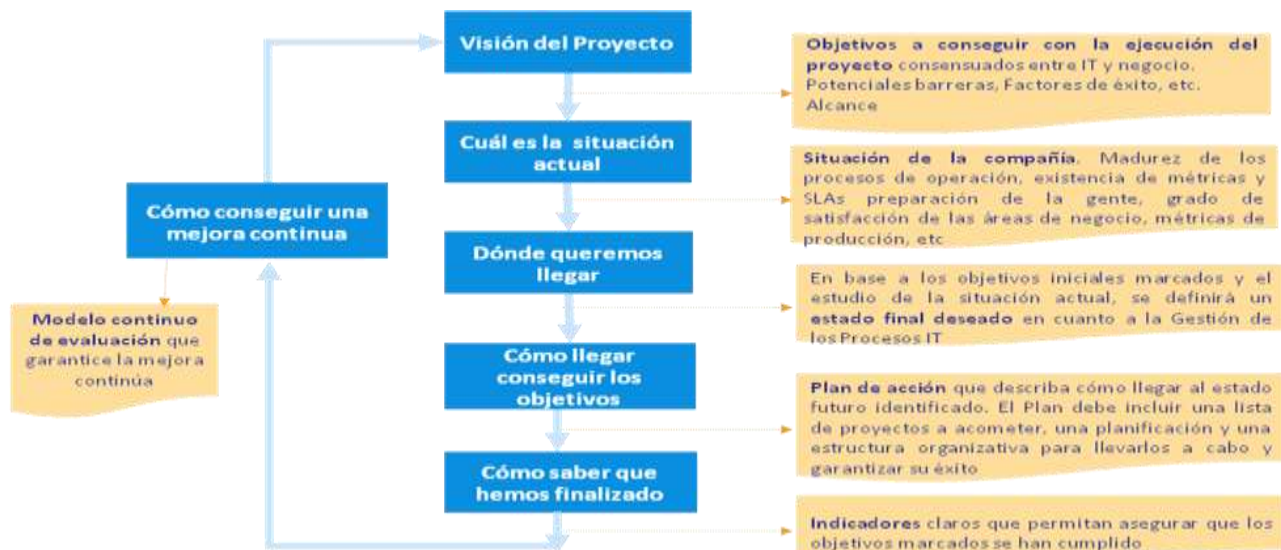 Visión del Proyecto
Objetivos a conseguir con la ejecución del
proyecto consensuados entre IT y negocio.
Potenciales barreras, Factores de éxito, etc.
Alcance
Cuál es la situación
actual
Situación de la compañía. Madurez de los
procesos de operación, existencia de métricas y
SLAs preparación de la gente, grado de
satisfacción de las áreas de negocio, métricas de
producción, etc
Cómo conseguir una
mejora continua
Dónde queremos
llegar
En base a los objetivos iniciales marcados y el
estudio de la situación actual, se definirá un
estado final deseado en cuanto a la Gestión de
los Procesos IT
Modelo continuo
de evaluación que
garantice la mejora
continúa
Cómo llegar
conseguir los
objetivos
Plan de acción que describa cómo llegar al estado
futuro identificado. El Plan debe incluir una lista
de proyectos a acometer, una planificación y una
estructura organizativa para llevarlos a cabo y
garantizar su éxito
Cómo saber que
hemos finalizado
Indicadores claros que permitan asegurar que los
objetivos marcados se han cumplido